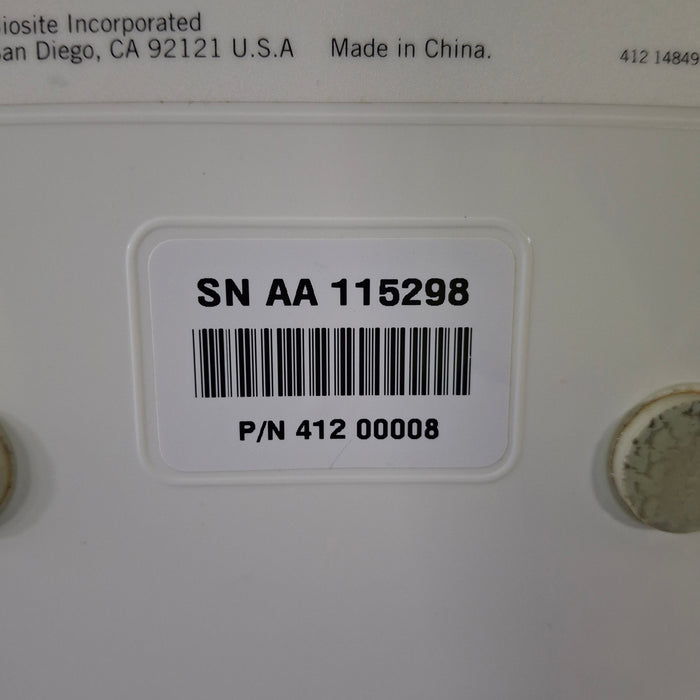 iosite Incorporated
an Diego, CA 92121 U.S.A Made in China.
412 14849
SN AA 115298
P/N 412 00008